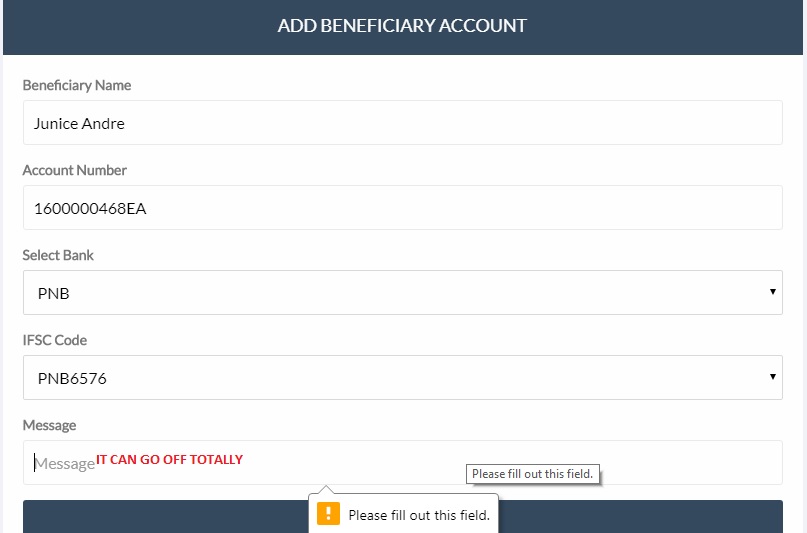 ADD BENEFICIARY ACCOUNT
Beneficiary Name
Junice Andre
Account Number
1600000468EA
Select Bank
PNB
IFSC Code
PNB6576
Message
Message IT CAN GO OFF TOTALLY
Please fill out this field.
Please fill out this field.